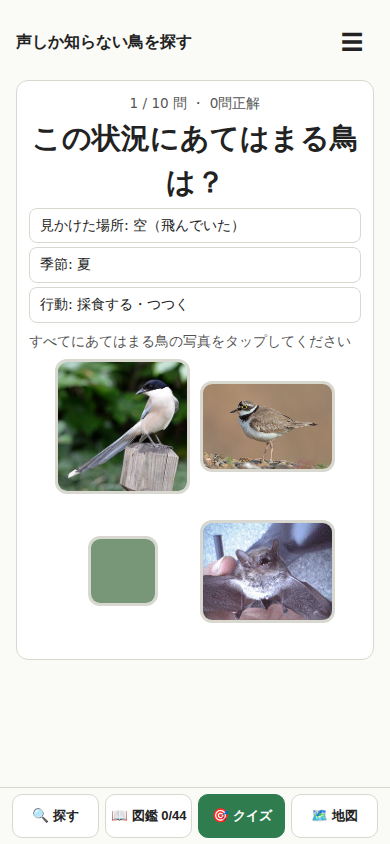 声しか知らない鳥を探す
1 / 10 問 ・ 0問正解
この状況にあてはまる鳥
は？
見かけた場所: 空（飛んでいた）
季節: 夏
行動: 採食する・つつく
すべてにあてはまる鳥の写真をタップしてください
🔍 探す
📖 図鑑 0/44
🎯 クイズ
🗺️ 地図